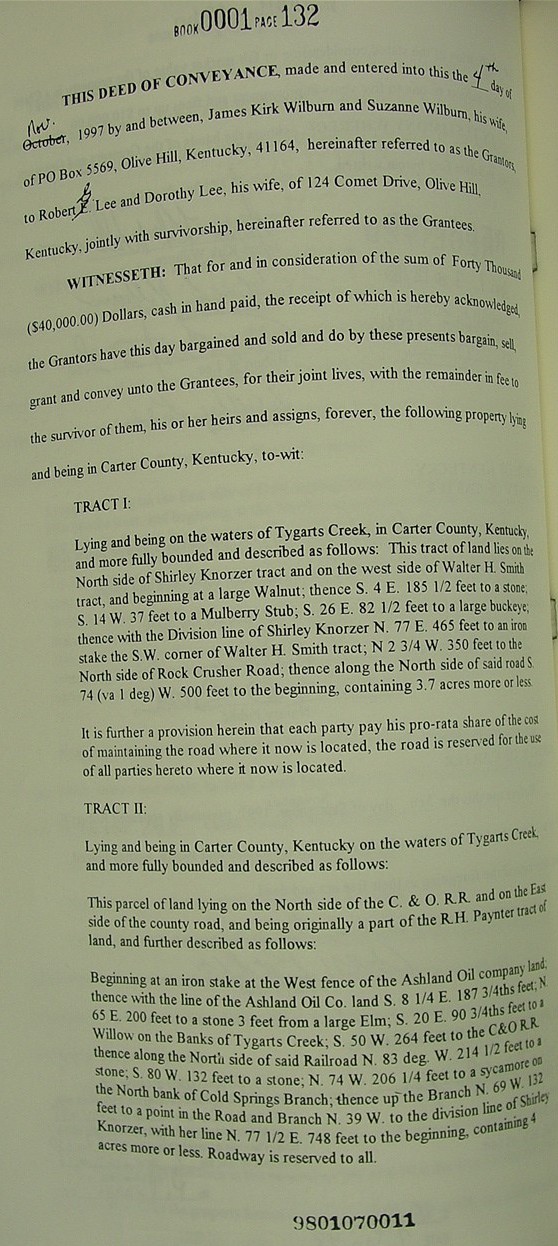 BOOK 0001 PAGE 132
THIS DEED OF CONVEYANCE, made and entered into this the 4th day of
Nov.
October, 1997 by and between, James Kirk Wilburn and Suzanne Wilburn, his wife,
of PO Box 5569, Olive Hill, Kentucky, 41164, hereinafter referred to as the Grantors,
to Robert E. Lee and Dorothy Lee, his wife, of 124 Comet Drive, Olive Hill,
Kentucky, jointly with survivorship, hereinafter referred to as the Grantees.
WITNESSETH: That for and in consideration of the sum of Forty Thousand
($40,000.00) Dollars, cash in hand paid, the receipt of which is hereby acknowledged,
the Grantors have this day bargained and sold and do by these presents bargain, sell,
grant and convey unto the Grantees, for their joint lives, with the remainder in fee to
the survivor of them, his or her heirs and assigns, forever, the following property lying
and being in Carter County, Kentucky, to-wit:
TRACT I:
Lying and being on the waters of Tygarts Creek, in Carter County, Kentucky,
and more fully bounded and described as follows: This tract of land lies on the
North side of Shirley Knorzer tract and on the west side of Walter H. Smith
tract, and beginning at a large Walnut; thence S. 4 E. 185 1/2 feet to a stone;
S. 14 W. 37 feet to a Mulberry Stub; S. 26 E. 82 1/2 feet to a large buckeye;
thence with the Division line of Shirley Knorzer N. 77 E. 465 feet to an iron
stake the S.W. corner of Walter H. Smith tract; N 2 3/4 W. 350 feet to the
North side of Rock Crusher Road; thence along the North side of said road S.
74 (va 1 deg) W. 500 feet to the beginning, containing 3.7 acres more or less.
It is further a provision herein that each party pay his pro-rata share of the cost
of maintaining the road where it now is located, the road is reserved for the use
of all parties hereto where it now is located.
TRACT II:
Lying and being in Carter County, Kentucky on the waters of Tygarts Creek,
and more fully bounded and described as follows:
This parcel of land lying on the North side of the C. & O. R.R. and on the East
side of the county road, and being originally a part of the R.H. Paynter tract of
land, and further described as follows:
Beginning at an iron stake at the West fence of the Ashland Oil company land;
thence with the line of the Ashland Oil Co. land S. 8 1/4 E. 187 3/4ths feet; N.
65 E. 200 feet to a stone 3 feet from a large Elm; S. 20 E. 90 3/4ths feet to a
Willow on the Banks of Tygarts Creek; S. 50 W. 264 feet to the C&O R.R.
thence along the North side of said Railroad N. 83 deg. W. 214 1/2 feet to a
stone; S. 80 W. 132 feet to a stone; N. 74 W. 206 1/4 feet to a sycamore on
the North bank of Cold Springs Branch; thence up the Branch N. 69 W. 132
feet to a point in the Road and Branch N. 39 W. to the division line of Shirley
Knorzer, with her line N. 77 1/2 E. 748 feet to the beginning, containing 4
acres more or less. Roadway is reserved to all.
9801070011